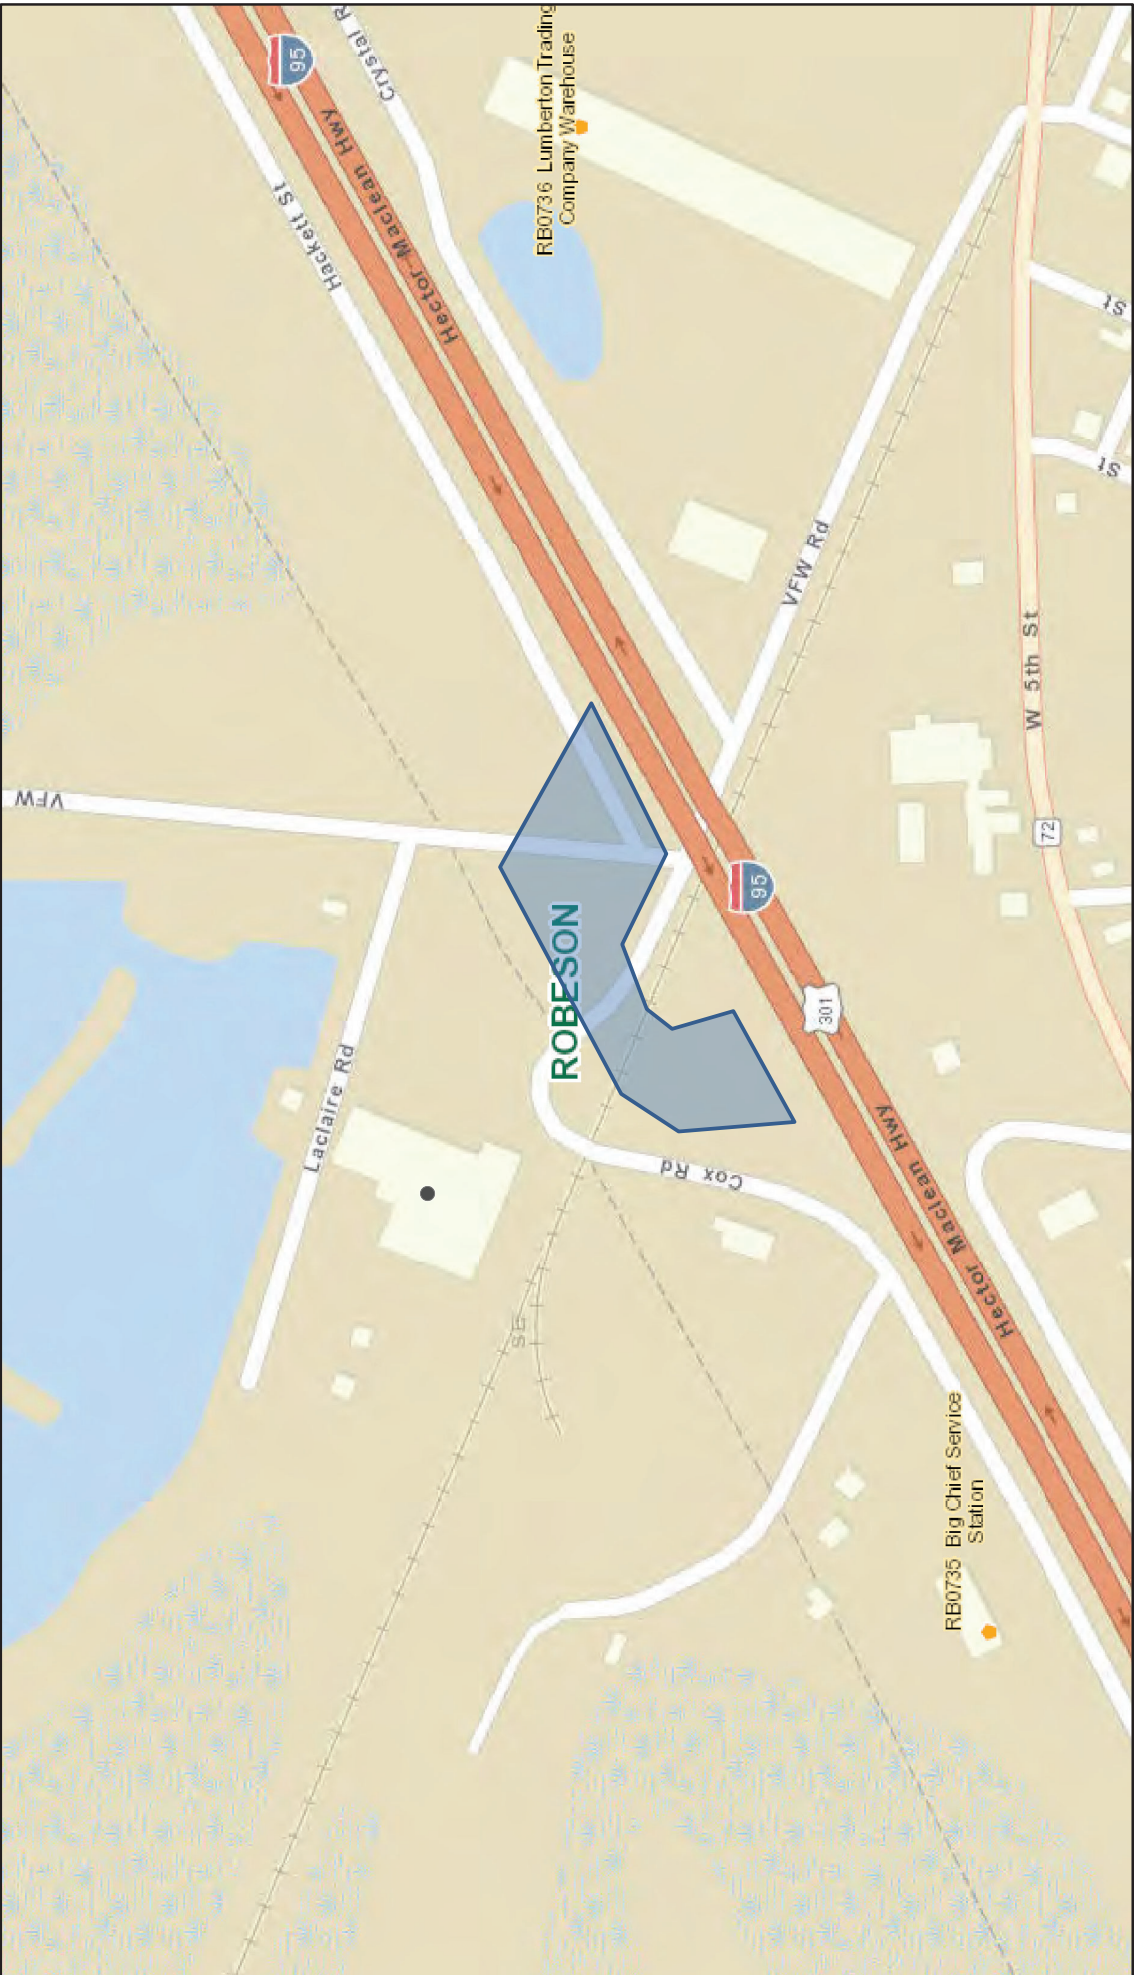 95
Crystal R
Hector Maclean Hwy
Hackett St
RB0736 Lumberton Trading
Company Warehouse
St
St
VFW Rd
W 5th St
VFW
72
95
ROBESON
301
Laclaire Rd
Cox Rd
Hector Maclean Hwy
SE
RB0735 Big Chief Service
Station